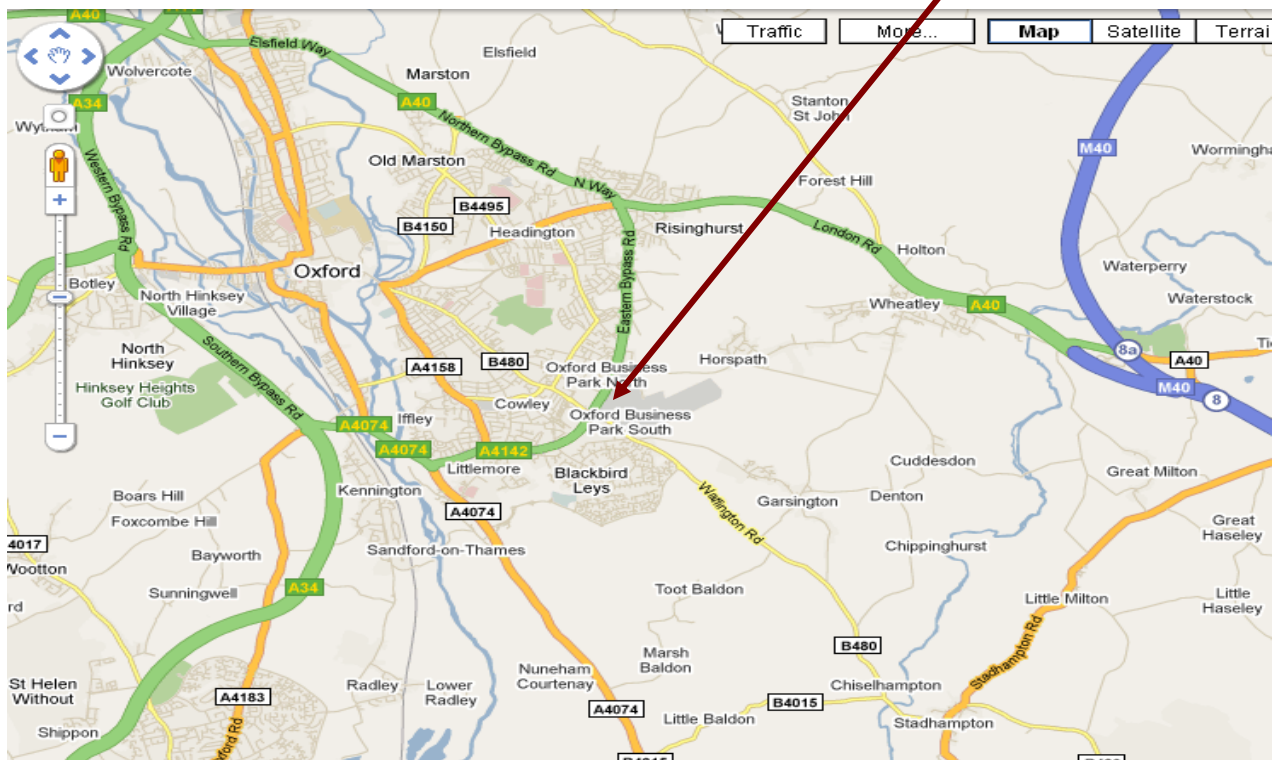 A40
Elsfield Way
Elsfield
Traffic
More...
Map
Satellite
Terrai
Wolvercote
Marston
A34
A40
Stanton
St John
Northern Bypass Rd
M40
Wormingha
Western Bypass Rd
Old Marston
N Way
Forest Hill
B4495
B4150
Headington
Risinghurst
London Rd
Holton
Eastern Bypass Rd
Oxford
Waterperry
Botley
North Hinksey
Village
Wheatley
A40
Waterstock
North
Hinksey
Southern Bypass Rd
A4158
B480
Oxford Business
Park North
Horspath
8a
A40
M40
8
Hinksey Heights
Golf Club
Cowley
Iffley
A4074
A4074
A4142
Oxford Business
Park South
Littlemore
Blackbird
Leys
Cuddesdon
Great Milton
Boars Hill
Kennington
A4074
Watlington Rd
Garsington
Denton
Foxcombe Hill
Great
Haseley
4017
Wootton
Bayworth
Sandford-on-Thames
Chippinghurst
Sunningwell
A34
Toot Baldon
Little Milton
Little
Haseley
rd
Stadhampton Rd
B480
Marsh
Baldon
St Helen
Without
A4183
Radley
Lower
Radley
Nuneham
Courtenay
Chiselhampton
A4074
B4015
Little Baldon
Stadhampton
Shippon
xford Rd
B4015